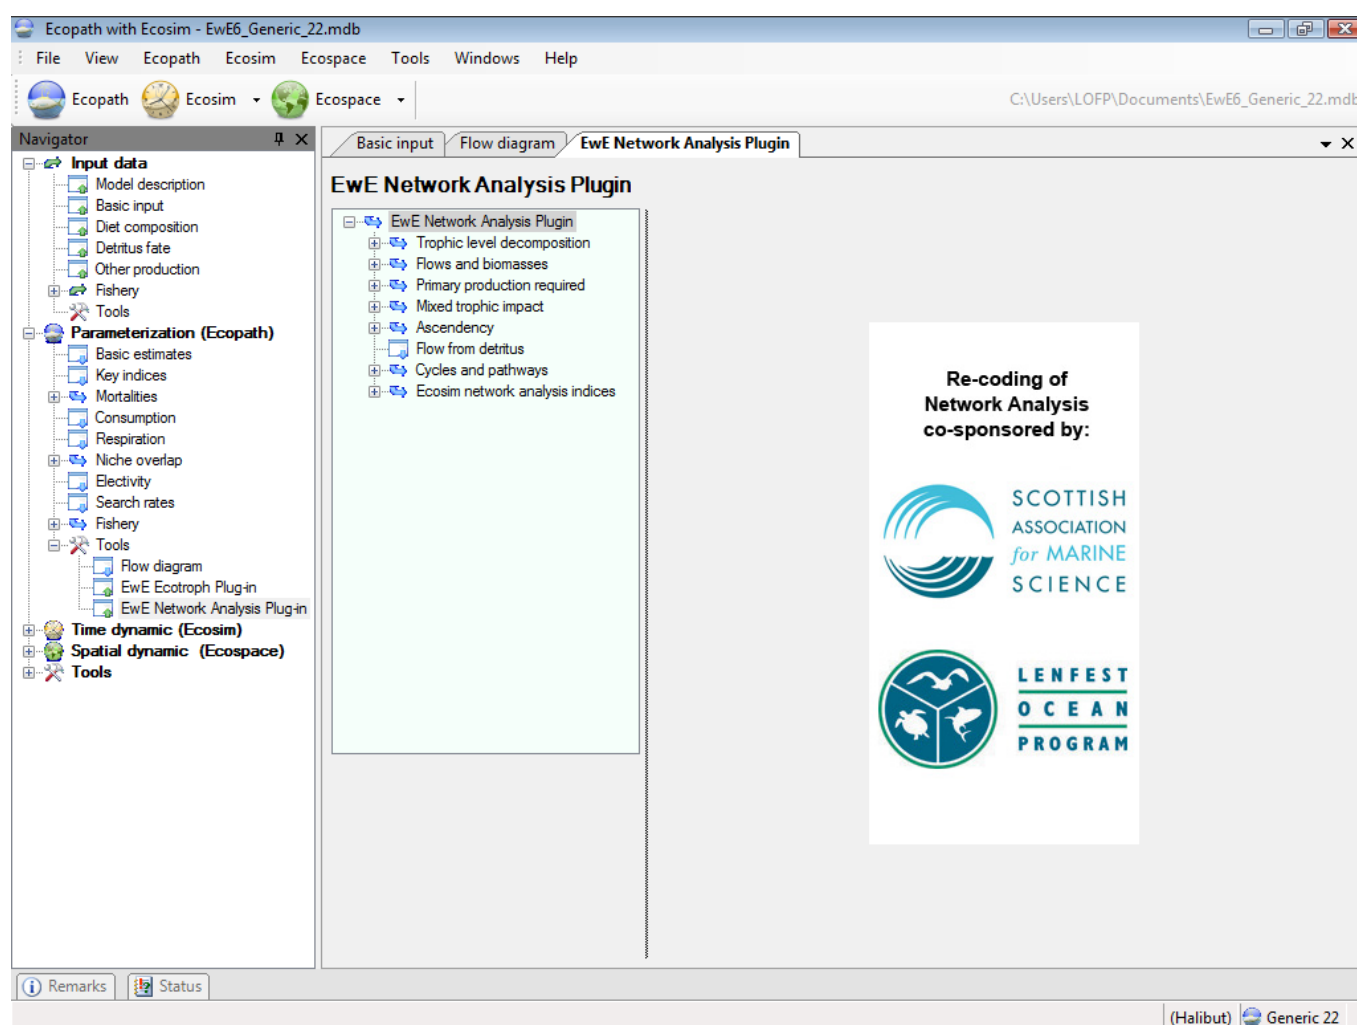 Ecopath with Ecosim - EwE6_Generic_22.mdb
File View Ecopath Ecosim Ecospace Tools Windows Help
Ecopath Ecosim Ecospace C:\Users\LOFP\Documents\EwE6_Generic_22.mdb
Navigator
Input data
Model description
Basic input
Diet composition
Detritus fate
Other production
Fishery
Tools
Parameterization (Ecopath)
Basic estimates
Key indices
Mortalities
Consumption
Respiration
Niche overlap
Electivity
Search rates
Fishery
Tools
Flow diagram
EwE Ecotroph Plug-in
EwE Network Analysis Plug-in
Time dynamic (Ecosim)
Spatial dynamic (Ecospace)
Tools
Basic input Flow diagram EwE Network Analysis Plugin
EwE Network Analysis Plugin
EwE Network Analysis Plugin
Trophic level decomposition
Flows and biomasses
Primary production required
Mixed trophic impact
Ascendency
Flow from detritus
Cycles and pathways
Ecosim network analysis indices
Re-coding of
Network Analysis
co-sponsored by:
SCOTTISH
ASSOCIATION
for MARINE
SCIENCE
LENFEST
OCEAN
PROGRAM
Remarks Status
(Halibut) Generic 22